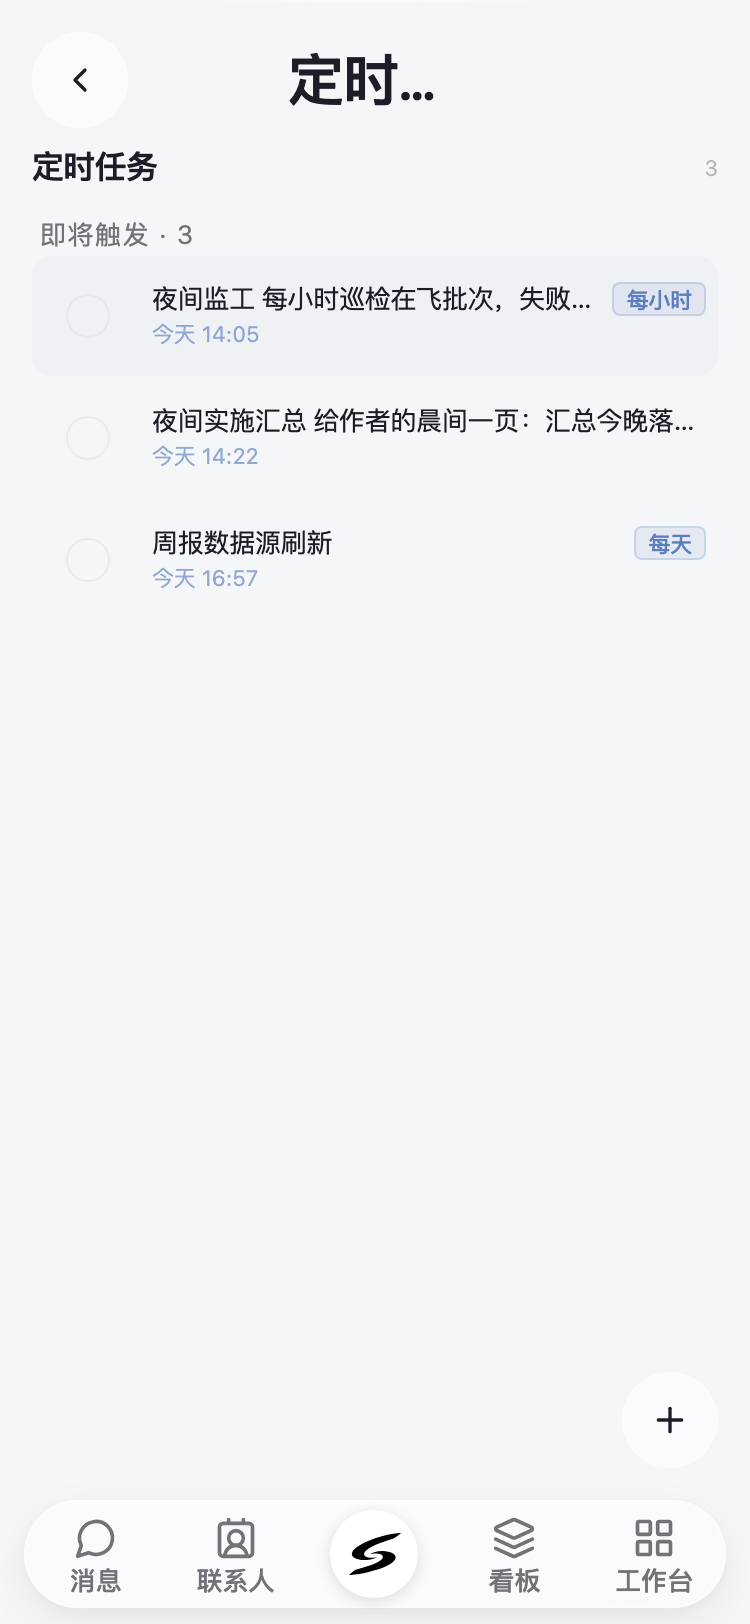 定时...
定时任务
3
即将触发 · 3
夜间监工 每小时巡检在飞批次，失败...
每小时
今天 14:05
夜间实施汇总 给作者的晨间一页：汇总今晚落...
今天 14:22
周报数据源刷新
每天
今天 16:57
消息
联系人
看板
工作台